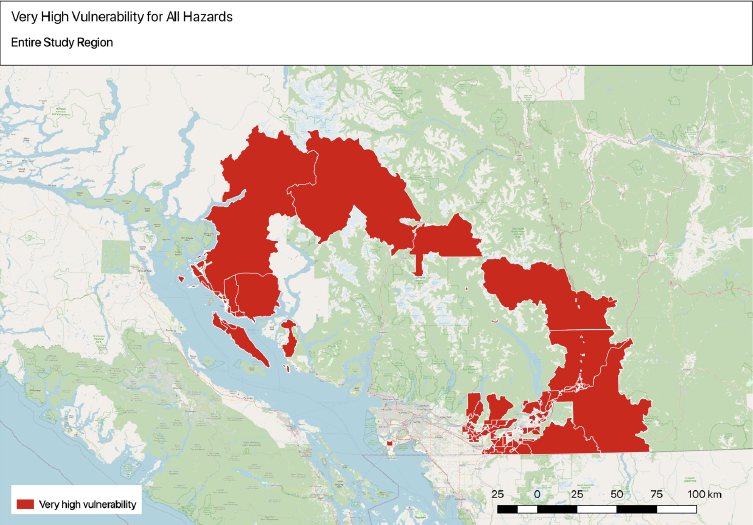 Very High Vulnerability for All Hazards
Entire Study Region
Very high vulnerability
25 0 25 50 75 100 km